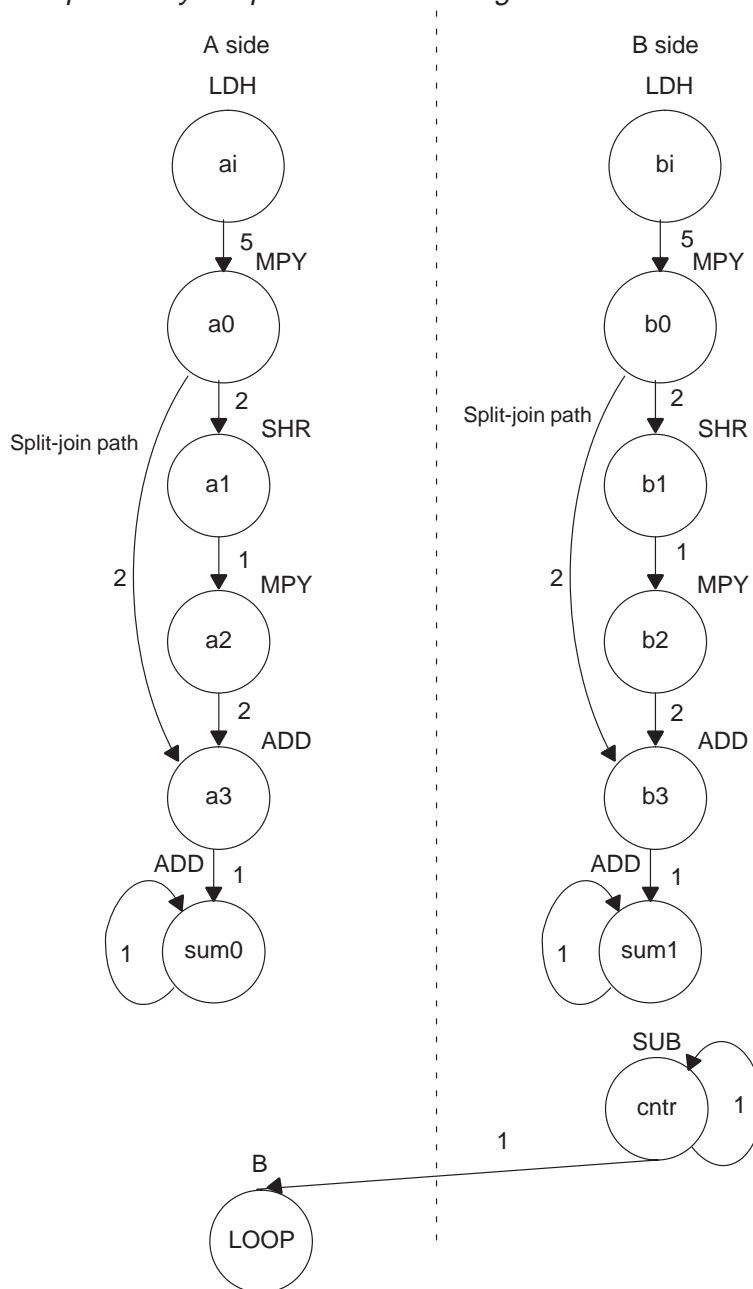 A side B side
LDH LDH
ai bi
5 5
MPY MPY
a0 b0
2 2
Split-join path SHR Split-join path SHR
a1 b1
1 1
2 MPY 2 MPY
a2 b2
2 2
ADD ADD
a3 b3
ADD 1 ADD 1
1 sum0 1 sum1
SUB
cntr 1
1
B
LOOP